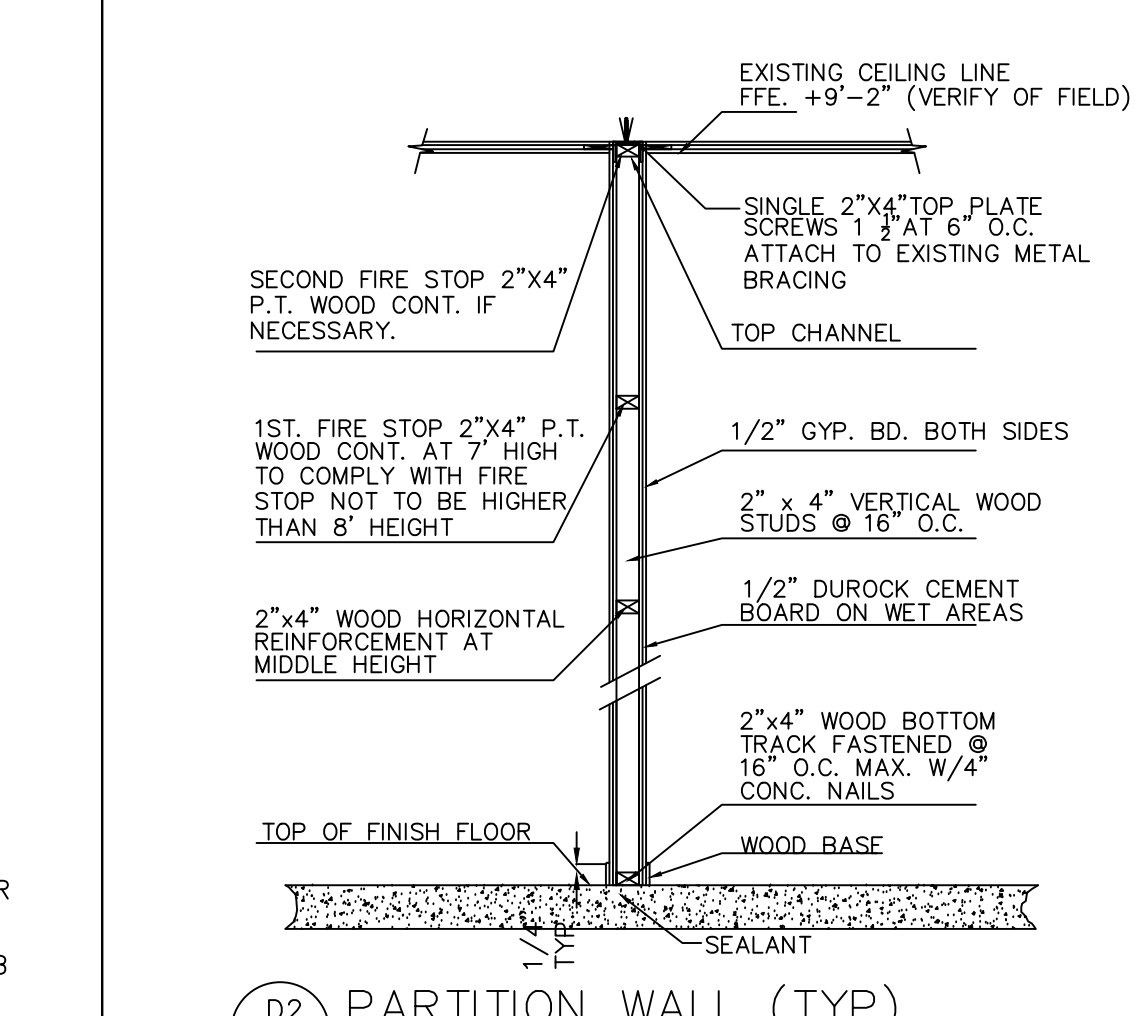 EXISTING CEILING LINE
FFE. +9'-2" (VERIFY OF FIELD)
SINGLE 2"X4"TOP PLATE
SCREWS 1 1/2"AT 6" O.C.
ATTACH TO EXISTING METAL
BRACING
SECOND FIRE STOP 2"X4"
P.T. WOOD CONT. IF
NECESSARY.
TOP CHANNEL
1ST. FIRE STOP 2"X4" P.T.
WOOD CONT. AT 7' HIGH
TO COMPLY WITH FIRE
STOP NOT TO BE HIGHER
THAN 8' HEIGHT
1/2" GYP. BD. BOTH SIDES
2" x 4" VERTICAL WOOD
STUDS @ 16" O.C.
1/2" DUROCK CEMENT
BOARD ON WET AREAS
2"x4" WOOD HORIZONTAL
REINFORCEMENT AT
MIDDLE HEIGHT
2"x4" WOOD BOTTOM
TRACK FASTENED @
16" O.C. MAX. W/4"
CONC. NAILS
TOP OF FINISH FLOOR
WOOD BASE
R
1/4"
TYP.
SEALANT
D2
PARTITION WALL (TYP)